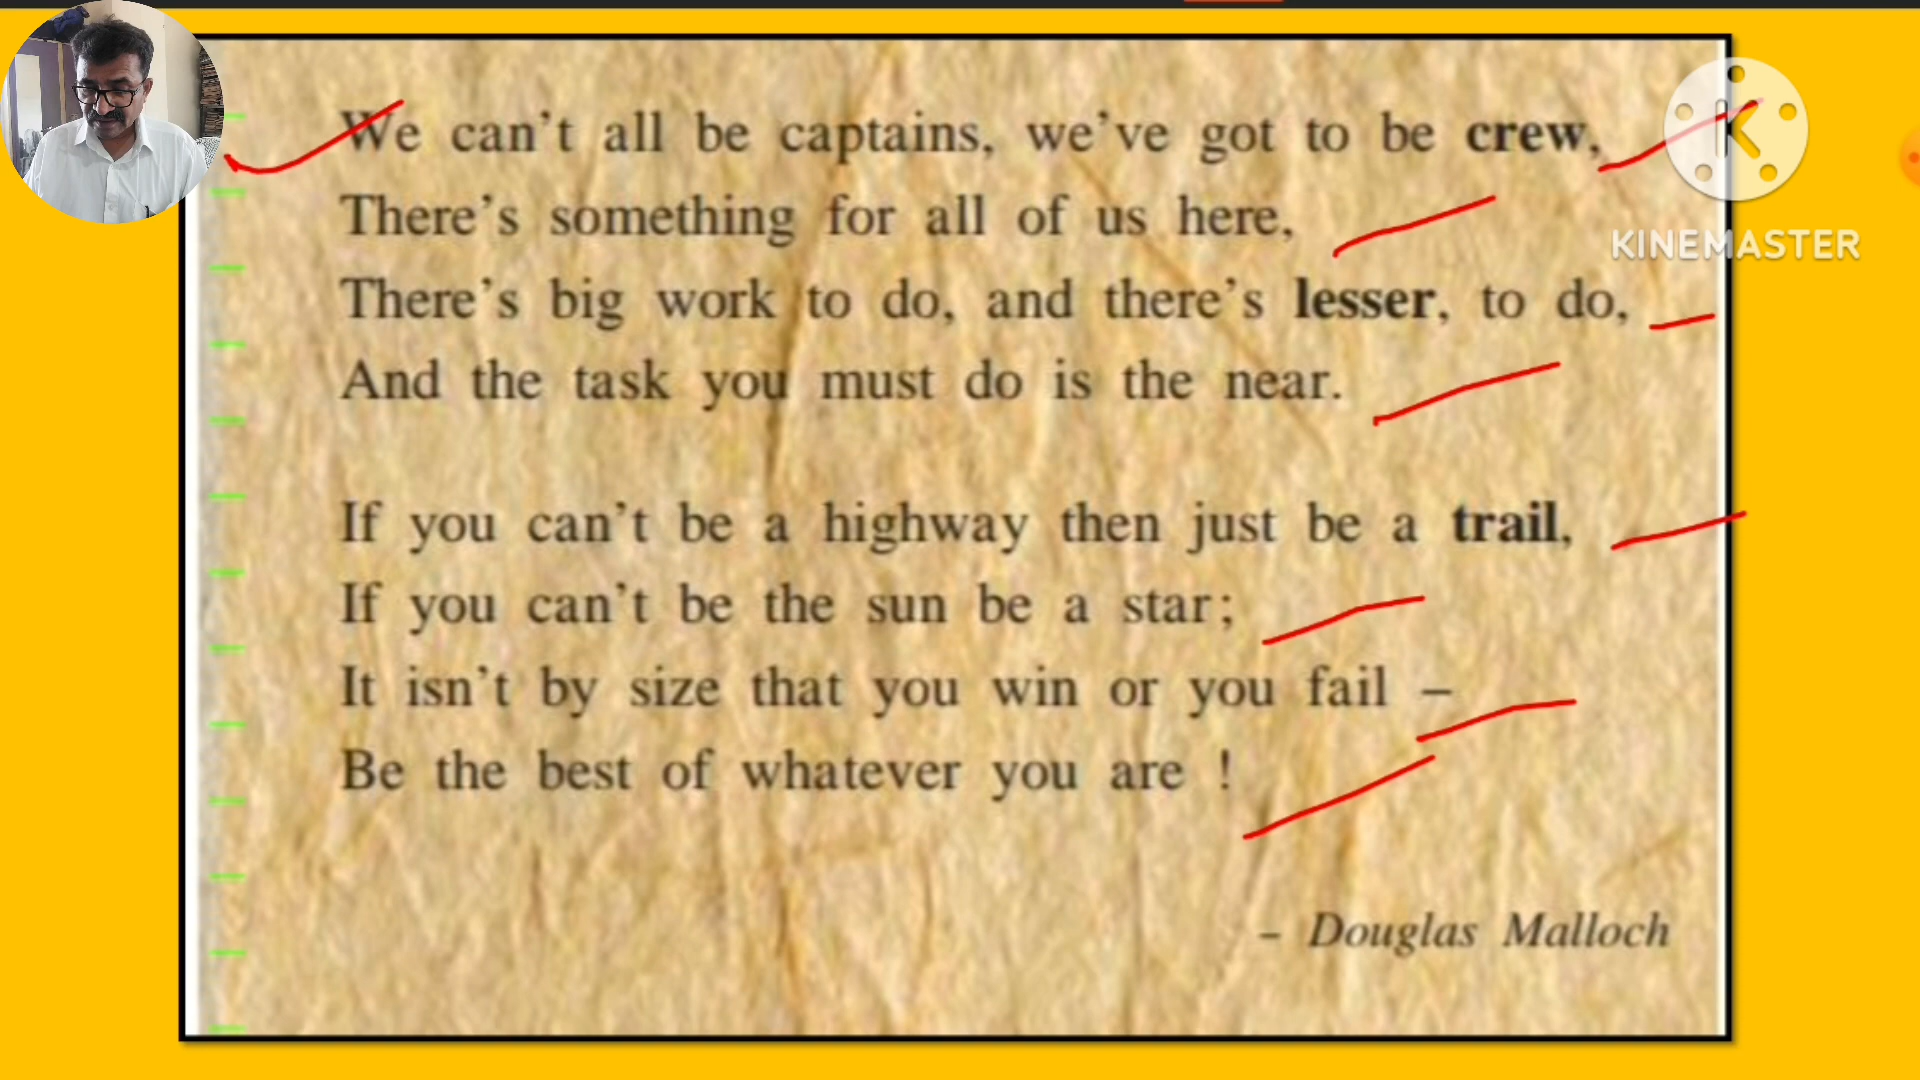 We can't all be captains, we've got to be crew,
There's something for all of us here,
There's big work to do, and there's lesser, to do,
And the task you must do is the near.
If you can't be a highway then just be a trail,
If you can't be the sun be a star;
It isn't by size that you win or you fail –
Be the best of whatever you are !
– Douglas Malloch
KINEMASTER